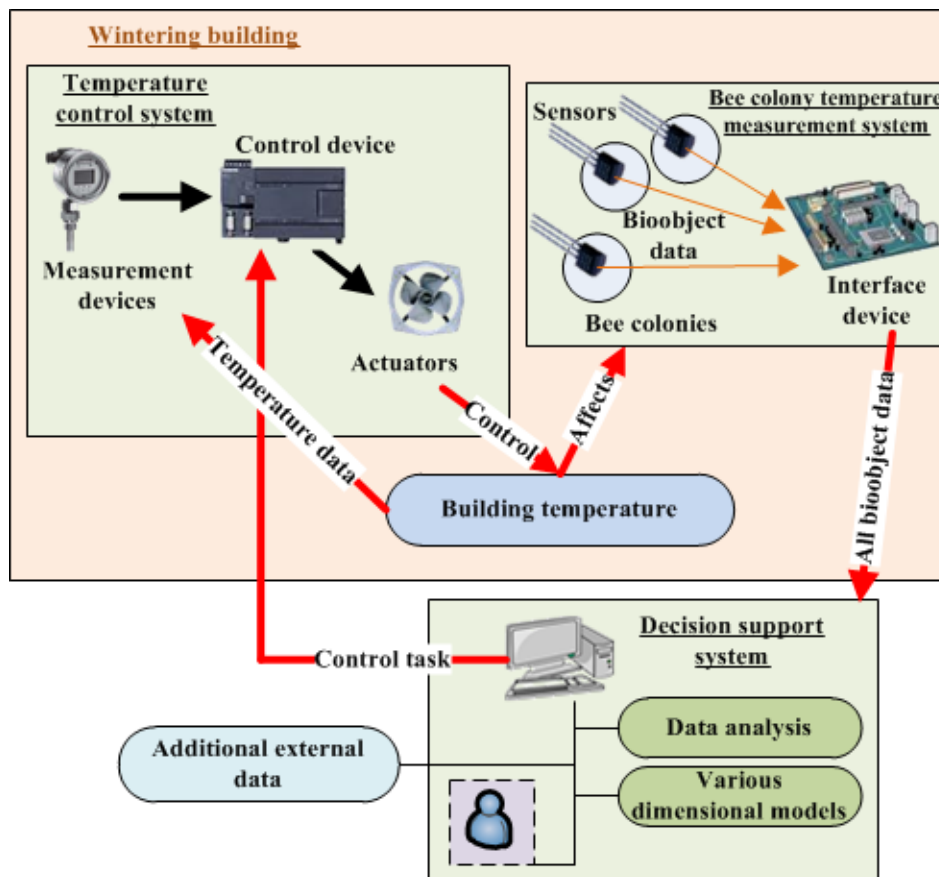 Wintering building
Temperature
control system
Control device
Measurement
devices
Actuators
Bee colony temperature
measurement system
Sensors
Bioobject
data
Interface
device
Bee colonies
Temperature data
Control
Affects
All bioobject data
Building temperature
Decision support
system
Control task
Data analysis
Additional external
data
Various
dimensional models